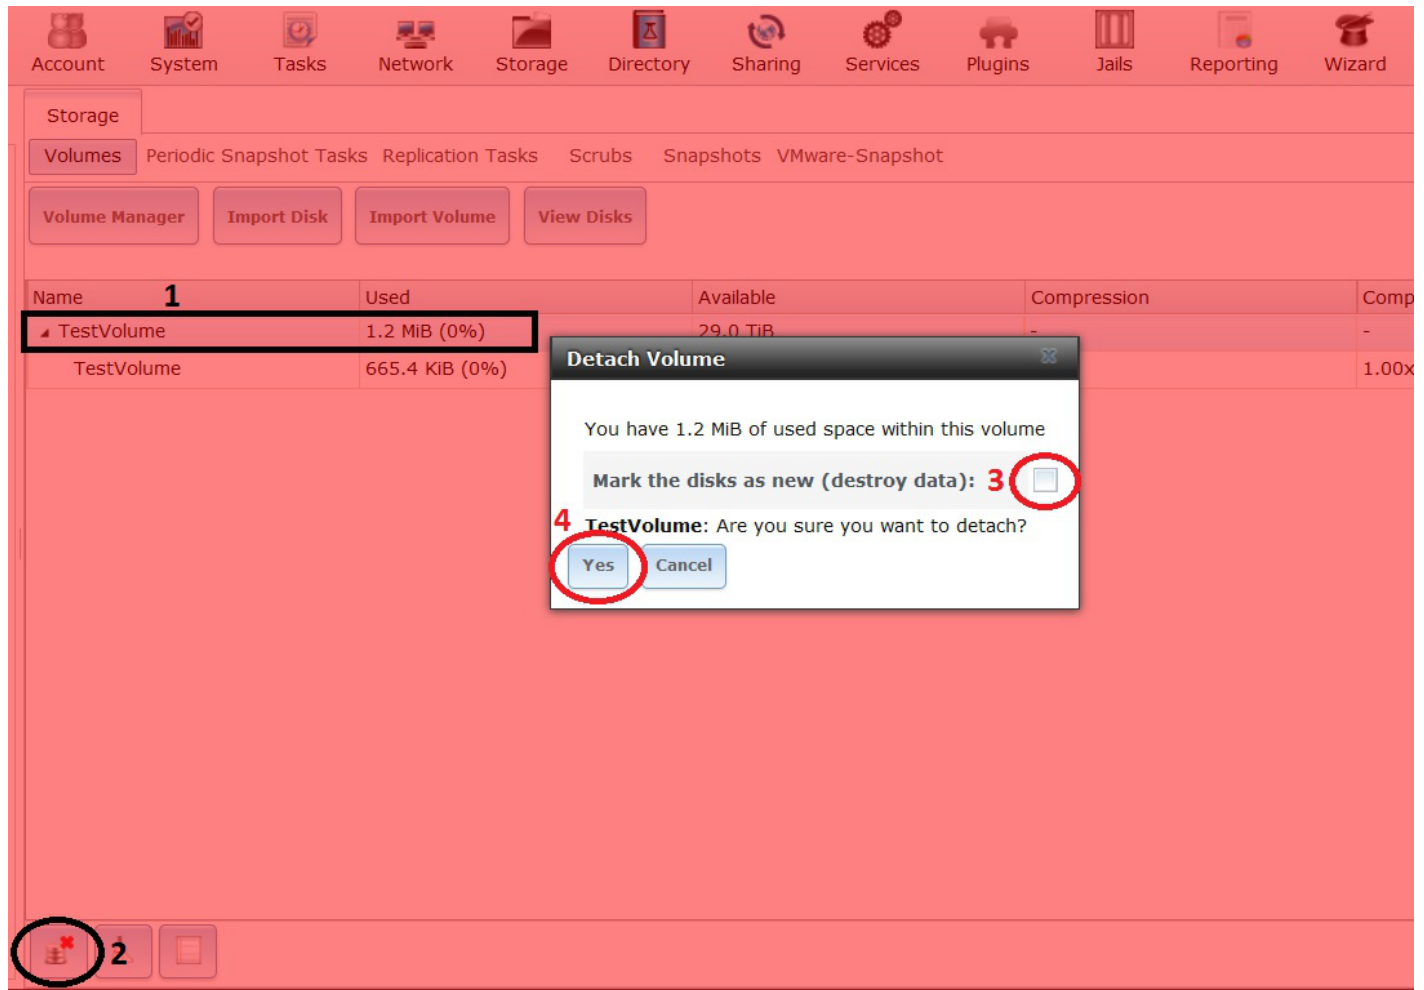 Account System Tasks Network Storage Directory Sharing Services Plugins Jails Reporting Wizard
Storage
Volumes Periodic Snapshot Tasks Replication Tasks Scrubs Snapshots VMware-Snapshot
Volume Manager Import Disk Import Volume View Disks
Name 1 Used Available Compression Comp
TestVolume 1.2 MiB (0%) 29.0 TiB - -
TestVolume 665.4 KiB (0%) 1.00x
Detach Volume
You have 1.2 MiB of used space within this volume
Mark the disks as new (destroy data): 3
4 TestVolume: Are you sure you want to detach?
Yes Cancel
2